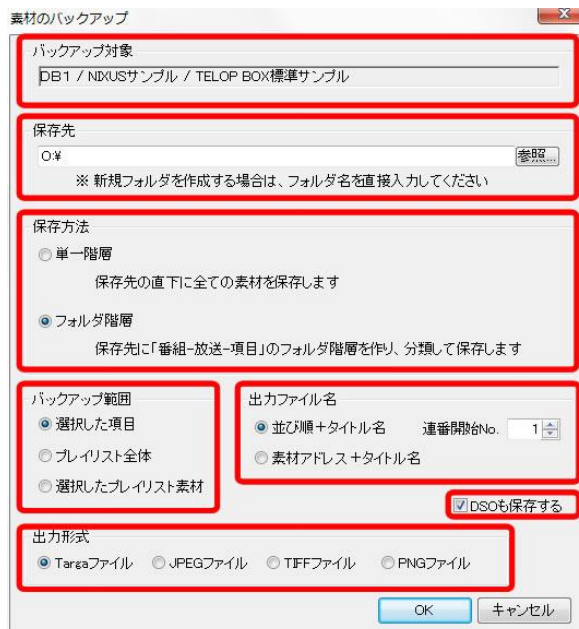 素材のバックアップ
バックアップ対象
DB1 / NIXUSサンプル / TELOP BOX標準サンプル
保存先
O:¥
参照...
※ 新規フォルダを作成する場合は、フォルダ名を直接入力してください
保存方法
単一階層
保存先の直下に全ての素材を保存します
フォルダ階層
保存先に「番組-放送-項目」のフォルダ階層を作り、分類して保存します
バックアップ範囲
選択した項目
プレイリスト全体
選択したプレイリスト素材
出力ファイル名
並び順+タイトル名 連番開始No. 1
素材アドレス+タイトル名
DSOも保存する
出力形式
Targaファイル JPEGファイル TIFFファイル PNGファイル
OK キャンセル